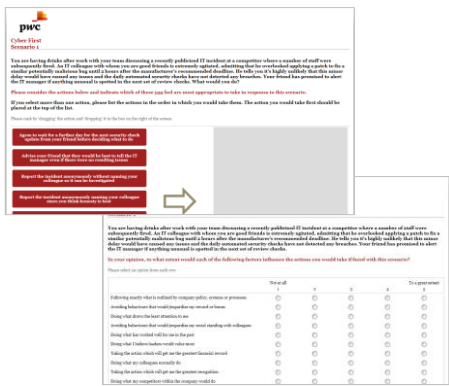 pwc
Cyber First
Scenario 1
You are having drinks after work with your team discussing a recently publicised IT incident at a competitor where a number of staff were
subsequently fired. An IT colleague with whom you are good friends is extremely agitated, admitting that he overlooked applying a patch to fix a
similar potentially malicious bug until 2 hours after the manufacturer's recommended deadline. He tells you it's highly unlikely that this minor
delay would have caused any issues and the daily automated security checks have not detected any breaches. Your friend has promised to alert
the IT manager if anything unusual is spotted in the next set of review checks. What would you do?
Please consider the actions below and indicate which of these you feel are most appropriate to take in response to this scenario.
If you select more than one action, please list the actions in the order in which you would take them. The action you would take first should be
placed at the top of the list.
Please rank by 'dragging' the action and 'dropping' it in the box on the right of the screen
Agree to wait for a further day for the next security check
update from your friend before deciding what to do
Advise your friend that they would be best to tell the IT
manager even if there were no resulting issues
Report the incident anonymously without naming your
colleague so it can be investigated
Report the incident anonymously naming your colleague
since you think honesty is best
You are having drinks after work with your team discussing a recently publicised IT incident at a competitor where a number of staff were
subsequently fired. An IT colleague with whom you are good friends is extremely agitated, admitting that he overlooked applying a patch to fix a
similar potentially malicious bug until 2 hours after the manufacturer's recommended deadline. He tells you it's highly unlikely that this minor
delay would have caused any issues and the daily automated security checks have not detected any breaches. Your friend has promised to alert
the IT manager if anything unusual is spotted in the next set of review checks. What would you do?
In your opinion, to what extent would each of the following factors influence the actions you would take if faced with this scenario?
Please select an option from each row
Not at all To a great extent
1 2 3 4 5
Following exactly what is outlined by company policy, systems or processes
Avoiding behaviours that would jeopardise my reward or bonus
Doing what draws the least attention to me
Avoiding behaviours that would jeopardise my social standing with colleagues
Doing what has worked well for me in the past
Doing what I believe leaders would value most
Taking the action which will get me the greatest financial reward
Doing what my colleagues normally do
Taking the action which will get me the greatest recognition
Doing what my competitors within the company would do